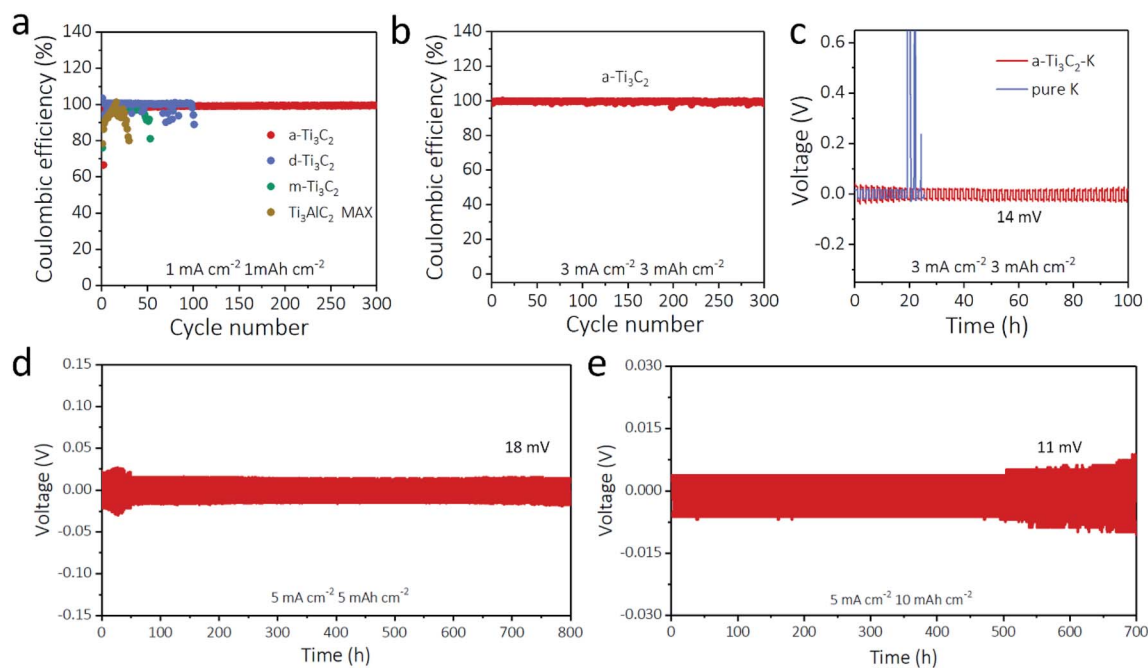 a
140
120
100
80
60
40
20
0
Coulombic efficiency (%)
a-Ti₃C₂
d-Ti₃C₂
m-Ti₃C₂
Ti₃AlC₂ MAX
1 mA cm⁻² 1mAh cm⁻²
0 50 100 150 200 250 300
Cycle number
b
140
120
100
80
60
40
20
0
Coulombic efficiency (%)
a-Ti₃C₂
3 mA cm⁻² 3 mAh cm⁻²
0 50 100 150 200 250 300
Cycle number
c
0.6
0.4
0.2
0.0
-0.2
Voltage (V)
a-Ti₃C₂-K
pure K
14 mV
3 mA cm⁻² 3 mAh cm⁻²
0 20 40 60 80 100
Time (h)
d
0.15
0.10
0.05
0.00
-0.05
-0.10
-0.15
Voltage (V)
18 mV
5 mA cm⁻² 5 mAh cm⁻²
0 100 200 300 400 500 600 700 800
Time (h)
e
0.030
0.015
0.000
-0.015
-0.030
Voltage (V)
11 mV
5 mA cm⁻² 10 mAh cm⁻²
0 100 200 300 400 500 600 700
Time (h)